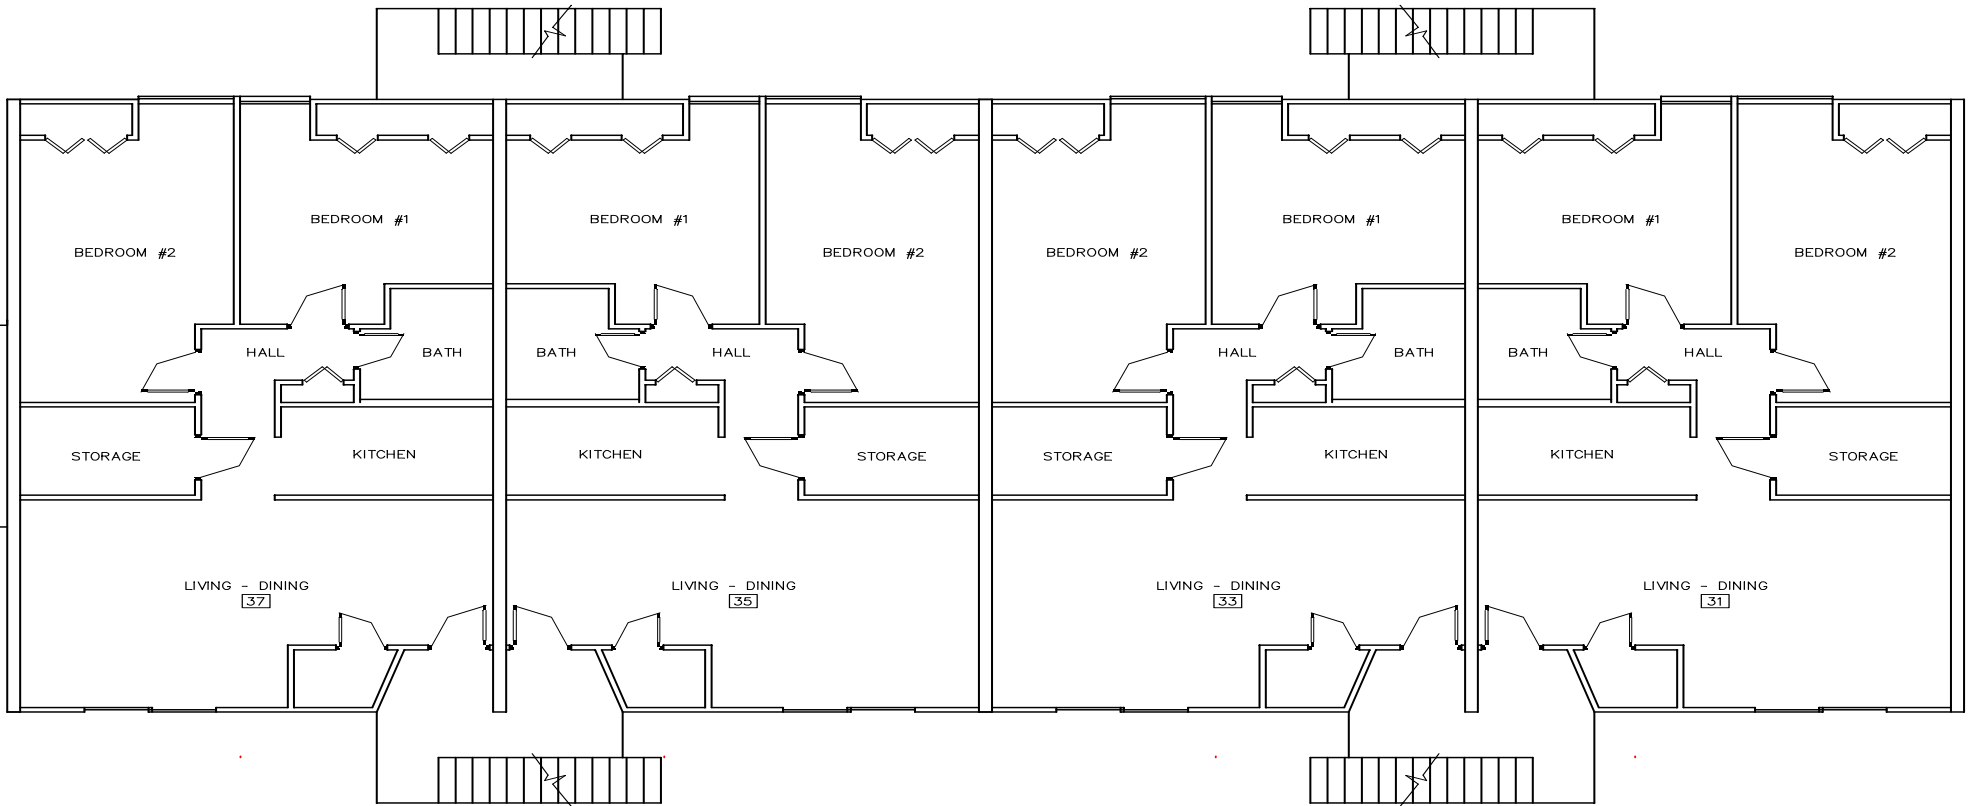 BEDROOM #1
BEDROOM #1
BEDROOM #1
BEDROOM #1
BEDROOM #2
BEDROOM #2
BEDROOM #2
BEDROOM #2
HALL
BATH
BATH
HALL
HALL
BATH
BATH
HALL
STORAGE
KITCHEN
KITCHEN
STORAGE
STORAGE
KITCHEN
KITCHEN
STORAGE
LIVING - DINING
37
LIVING - DINING
35
LIVING - DINING
33
LIVING - DINING
31